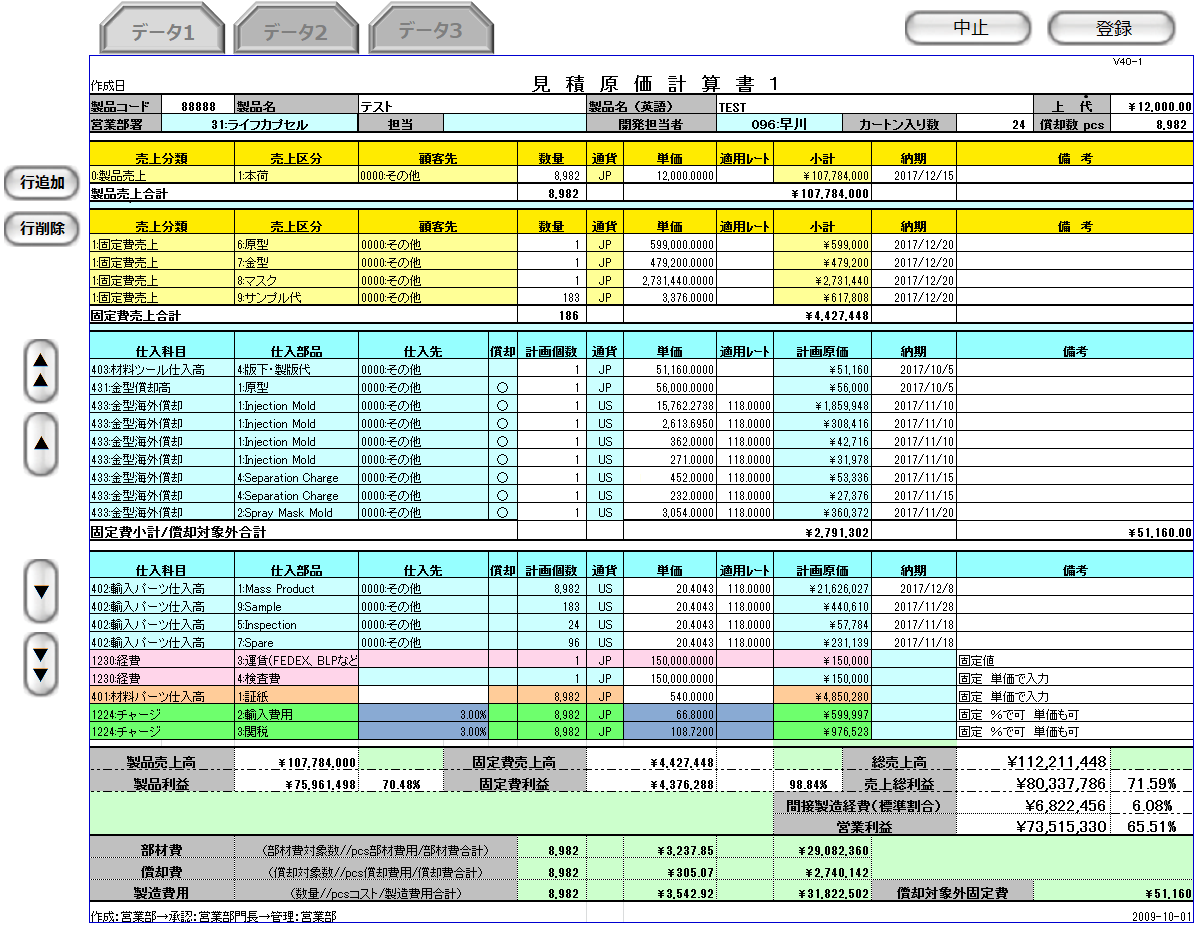 データ1 データ2 データ3 中止 登録
V40-1
作成日 見積原価計算書1
製品コード 88888 製品名 テスト 製品名(英語) TEST 上代 ¥12,000.00
営業部署 31:ライフカプセル 担当 開発担当者 096:早川 カートン入り数 24 償却数 pcs 8,982
売上分類 売上区分 顧客先 数量 通貨 単価 適用レート 小計 納期 備考
行追加
0:製品売上 1:本荷 0000:その他 8,982 JP 12,000.0000 ¥107,784,000 2017/12/15
製品売上合計 8,982 ¥107,784,000
行削除
売上分類 売上区分 顧客先 数量 通貨 単価 適用レート 小計 納期 備考
1:固定費売上 6:原型 0000:その他 1 JP 599,000.0000 ¥599,000 2017/12/20
1:固定費売上 7:金型 0000:その他 1 JP 479,200.0000 ¥479,200 2017/12/20
1:固定費売上 8:マスク 0000:その他 1 JP 2,731,440.0000 ¥2,731,440 2017/12/20
1:固定費売上 9:サンプル代 0000:その他 183 JP 3,376.0000 ¥617,808 2017/12/20
固定費売上合計 186 ¥4,427,448
仕入科目 仕入部品 仕入先 償却 計画個数 通貨 単価 適用レート 計画原価 納期 備考
403:材料ツール仕入高 4:版下・製版代 0000:その他 1 JP 51,160.0000 ¥51,160 2017/10/5
431:金型償却高 1:原型 0000:その他 ○ 1 JP 56,000.0000 ¥56,000 2017/10/5
433:金型海外償却 1:Injection Mold 0000:その他 ○ 1 US 15,762.2738 118.0000 ¥1,859,948 2017/11/10
433:金型海外償却 1:Injection Mold 0000:その他 ○ 1 US 2,613.6950 118.0000 ¥308,416 2017/11/10
433:金型海外償却 1:Injection Mold 0000:その他 ○ 1 US 362.0000 118.0000 ¥42,716 2017/11/10
433:金型海外償却 1:Injection Mold 0000:その他 ○ 1 US 271.0000 118.0000 ¥31,978 2017/11/10
433:金型海外償却 4:Separation Charge 0000:その他 ○ 1 US 452.0000 118.0000 ¥53,336 2017/11/15
433:金型海外償却 4:Separation Charge 0000:その他 ○ 1 US 232.0000 118.0000 ¥27,376 2017/11/15
433:金型海外償却 2:Spray Mask Mold 0000:その他 ○ 1 US 3,054.0000 118.0000 ¥360,372 2017/11/20
固定費小計/償却対象外合計 ¥2,791,302 ¥51,160.00
仕入科目 仕入部品 仕入先 償却 計画個数 通貨 単価 適用レート 計画原価 納期 備考
402:輸入パーツ仕入高 1:Mass Product 0000:その他 8,982 US 20.4043 118.0000 ¥21,626,027 2017/12/8
402:輸入パーツ仕入高 9:Sample 0000:その他 183 US 20.4043 118.0000 ¥440,610 2017/11/28
402:輸入パーツ仕入高 5:Inspection 0000:その他 24 US 20.4043 118.0000 ¥57,784 2017/11/18
402:輸入パーツ仕入高 7:Spare 0000:その他 96 US 20.4043 118.0000 ¥231,139 2017/11/18
1230:経費 3:運賃(FEDEX、BLPなど 1 JP 150,000.0000 ¥150,000 固定値
1230:経費 4:検査費 1 JP 150,000.0000 ¥150,000 固定 単価で入力
401:材料パーツ仕入高 1:証紙 8,982 JP 540.0000 ¥4,850,280 固定 単価で入力
1224:チャージ 2:輸入費用 3.00% 8,982 JP 66.8000 ¥599,997 固定 %で可 単価も可
1224:チャージ 3:関税 3.00% 8,982 JP 108.7200 ¥976,523 固定 %で可 単価も可
製品売上高 ¥107,784,000 固定費売上高 ¥4,427,448 総売上高 ¥112,211,448
製品利益 ¥75,961,498 70.48% 固定費利益 ¥4,376,288 98.84% 売上総利益 ¥80,337,786 71.59%
間接製造経費(標準割合) ¥6,822,456 6.08%
営業利益 ¥73,515,330 65.51%
部材費 (部材費対象数//pcs部材費用/部材費合計) 8,982 ¥3,237.85 ¥29,082,360
償却費 (償却対象数//pcs償却費用/償却費合計) 8,982 ¥305.07 ¥2,740,142
製造費用 (数量//pcsコスト/製造費用合計) 8,982 ¥3,542.92 ¥31,822,502 償却対象外固定費 ¥51,160
作成:営業部→承認:営業部門長→管理:営業部 2009-10-01